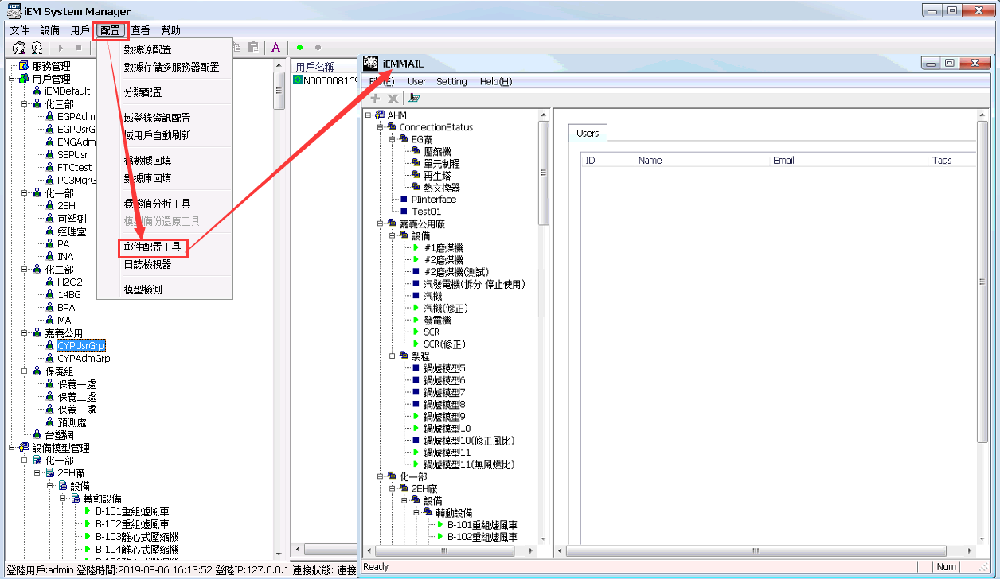 iEM System Manager
文件 設備 用戶 配置 查看 幫助
A
服務管理
用戶管理
iEMDefault
化三部
EGPAdm
EGPUsrGr
ENGAdm
SBPUsr
FTCtest
PC3MgrG
化一部
2EH
可塑劑
經理室
PA
INA
化二部
H2O2
14BG
BPA
MA
嘉義公用
CYPUsrGrp
CYPAdmGrp
保養組
保養一處
保養二處
保養三處
預測處
台塑網
設備模型管理
化一部
2EH廠
設備
轉動設備
B-101重組爐風車
B-102重組爐風車
B-103離心式壓縮機
B-104離心式壓縮機
數據源配置
數據存儲多服務器配置
分類配置
域登錄資訊配置
域用戶自動刷新
檔數據回填
數據庫回填
穩態值分析工具
模型備份還原工具
郵件配置工具
日誌檢視器
模型檢測
用戶名稱
N00000816
登陸用戶:admin 登陸時間:2019-08-06 16:13:52 登陸IP:127.0.0.1 連接狀態: 連接
iEMMAIL
File(F) User Setting Help(H)
AHM
ConnectionStatus
EG廠
壓縮機
單元制程
再生塔
熱交換器
PIinterface
Test01
嘉義公用廠
設備
#1磨煤機
#2磨煤機
#2磨煤機(測試)
汽發電機(拆分 停止使用)
汽機
汽機(修正)
發電機
SCR
SCR(修正)
製程
鍋爐模型5
鍋爐模型6
鍋爐模型7
鍋爐模型8
鍋爐模型9
鍋爐模型10
鍋爐模型10(修正風比)
鍋爐模型11
鍋爐模型11(無風燃比)
化一部
2EH廠
設備
轉動設備
B-101重組爐風車
B-102重組爐風車
Users
ID Name Email Tags
Ready
Num